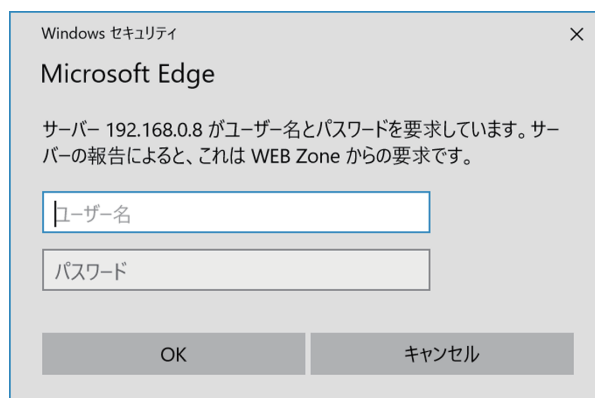 Windows セキュリティ
Microsoft Edge
サーバー 192.168.0.8 がユーザー名とパスワードを要求しています。サー
バーの報告によると、これは WEB Zone からの要求です。
ユーザー名
パスワード
OK キャンセル